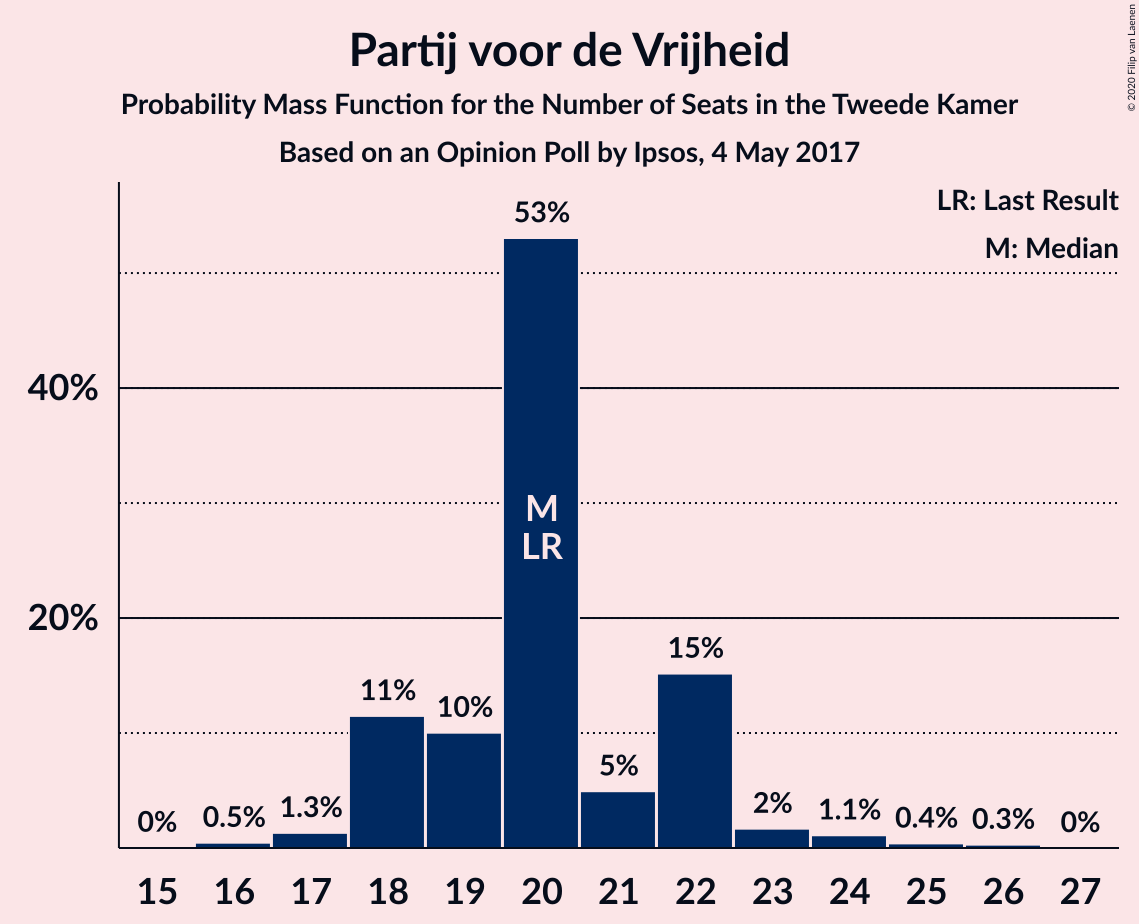 Partij voor de Vrijheid
Probability Mass Function for the Number of Seats in the Tweede Kamer
Based on an Opinion Poll by Ipsos, 4 May 2017
© 2020 Filip van Laenen
LR: Last Result
M: Median
40%
20%
0%
0.5%
1.3%
11%
10%
53%
5%
15%
2%
1.1%
0.4%
0.3%
0%
M
LR
15 16 17 18 19 20 21 22 23 24 25 26 27